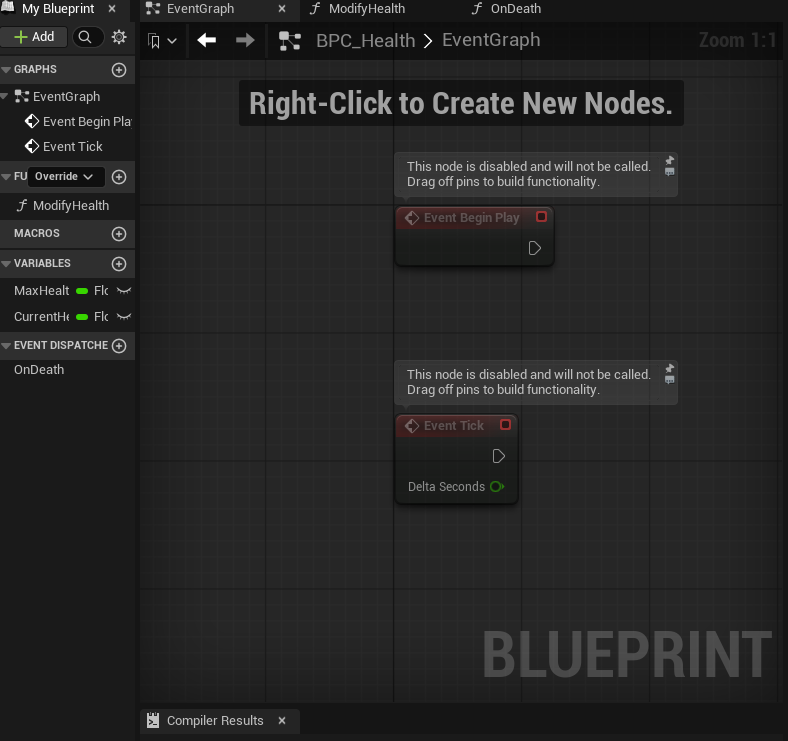 My Blueprint
EventGraph
ModifyHealth
OnDeath
Add
BPC_Health > EventGraph
Zoom 1:1
GRAPHS
EventGraph
Event Begin Pla
Event Tick
FU
Override
ModifyHealth
MACROS
VARIABLES
MaxHealt Flo
CurrentHe Flo
EVENT DISPATCHE
OnDeath
Right-Click to Create New Nodes.
This node is disabled and will not be called.
Drag off pins to build functionality.
Event Begin Play
This node is disabled and will not be called.
Drag off pins to build functionality.
Event Tick
Delta Seconds
BLUEPRINT
Compiler Results